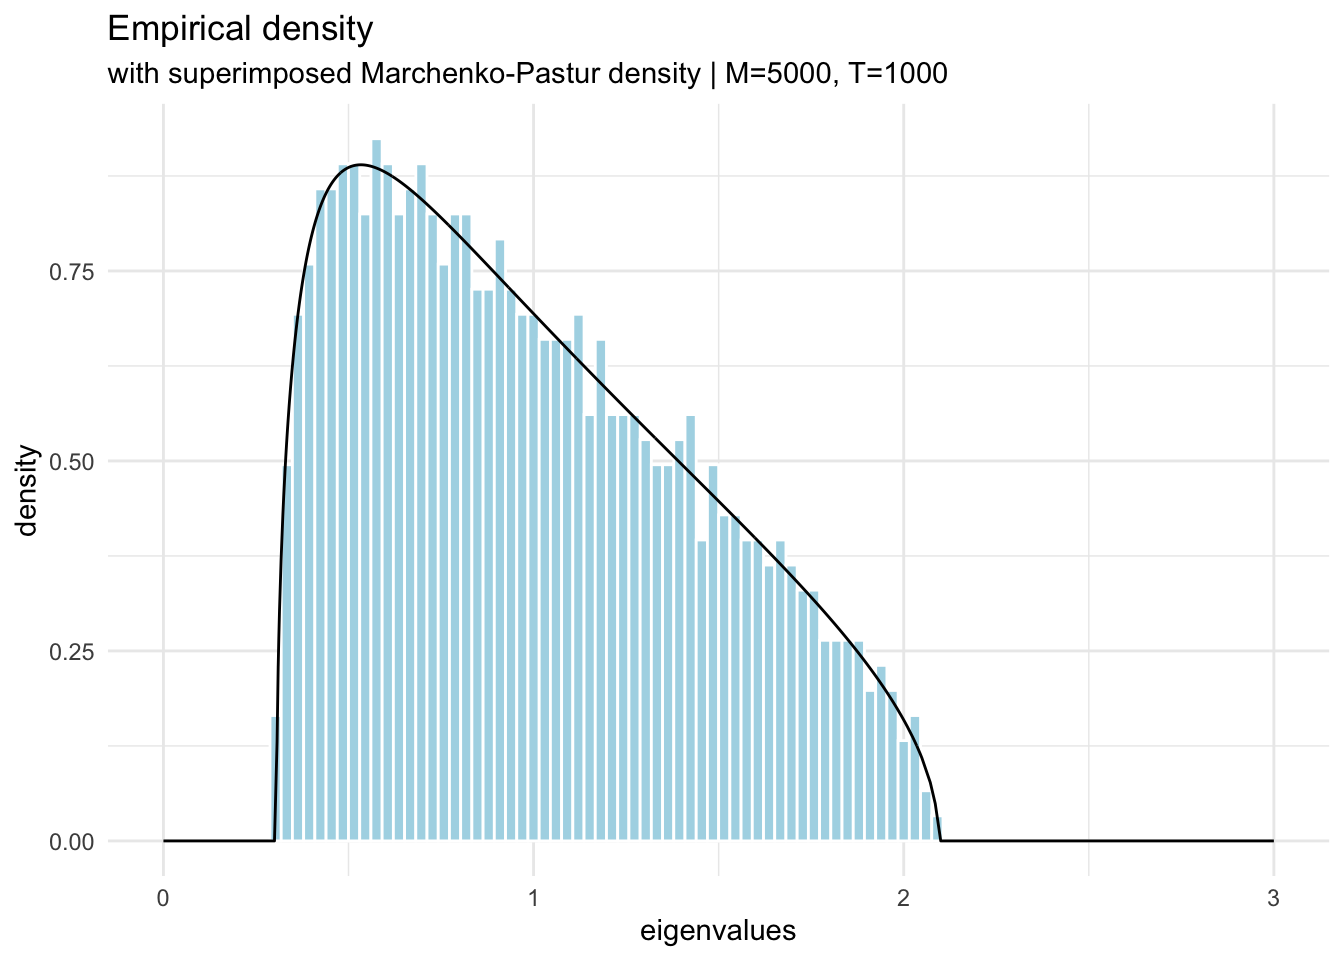 Empirical density
with superimposed Marchenko-Pastur density | M=5000, T=1000
density
0.75
0.50
0.25
0.00
0 1 2 3
eigenvalues